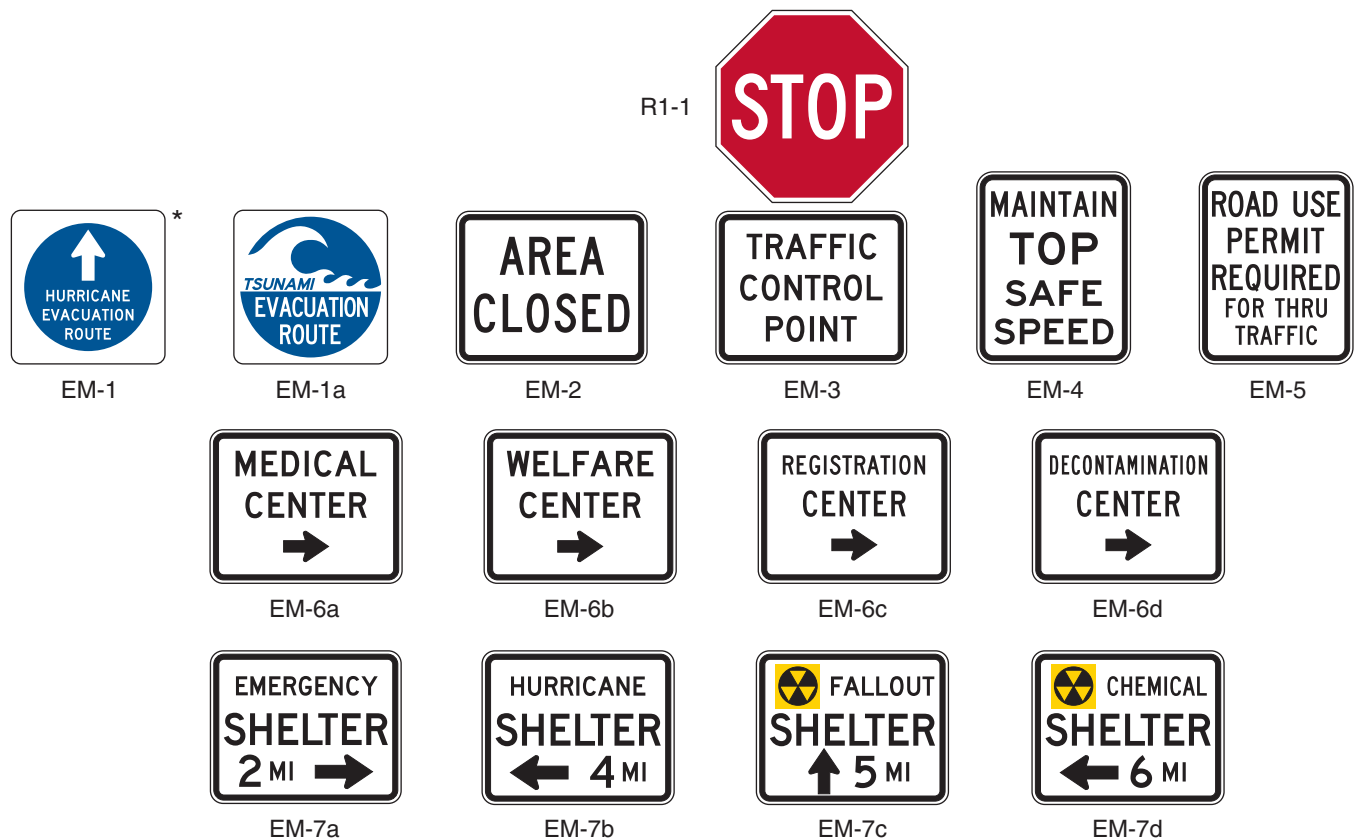 R1-1
STOP
*
HURRICANE
EVACUATION
ROUTE
EM-1
TSUNAMI
EVACUATION
ROUTE
EM-1a
AREA
CLOSED
EM-2
TRAFFIC
CONTROL
POINT
EM-3
MAINTAIN
TOP
SAFE
SPEED
EM-4
ROAD USE
PERMIT
REQUIRED
FOR THRU
TRAFFIC
EM-5
MEDICAL
CENTER
EM-6a
WELFARE
CENTER
EM-6b
REGISTRATION
CENTER
EM-6c
DECONTAMINATION
CENTER
EM-6d
EMERGENCY
SHELTER
2 MI
EM-7a
HURRICANE
SHELTER
4 MI
EM-7b
FALLOUT
SHELTER
5 MI
EM-7c
CHEMICAL
SHELTER
6 MI
EM-7d